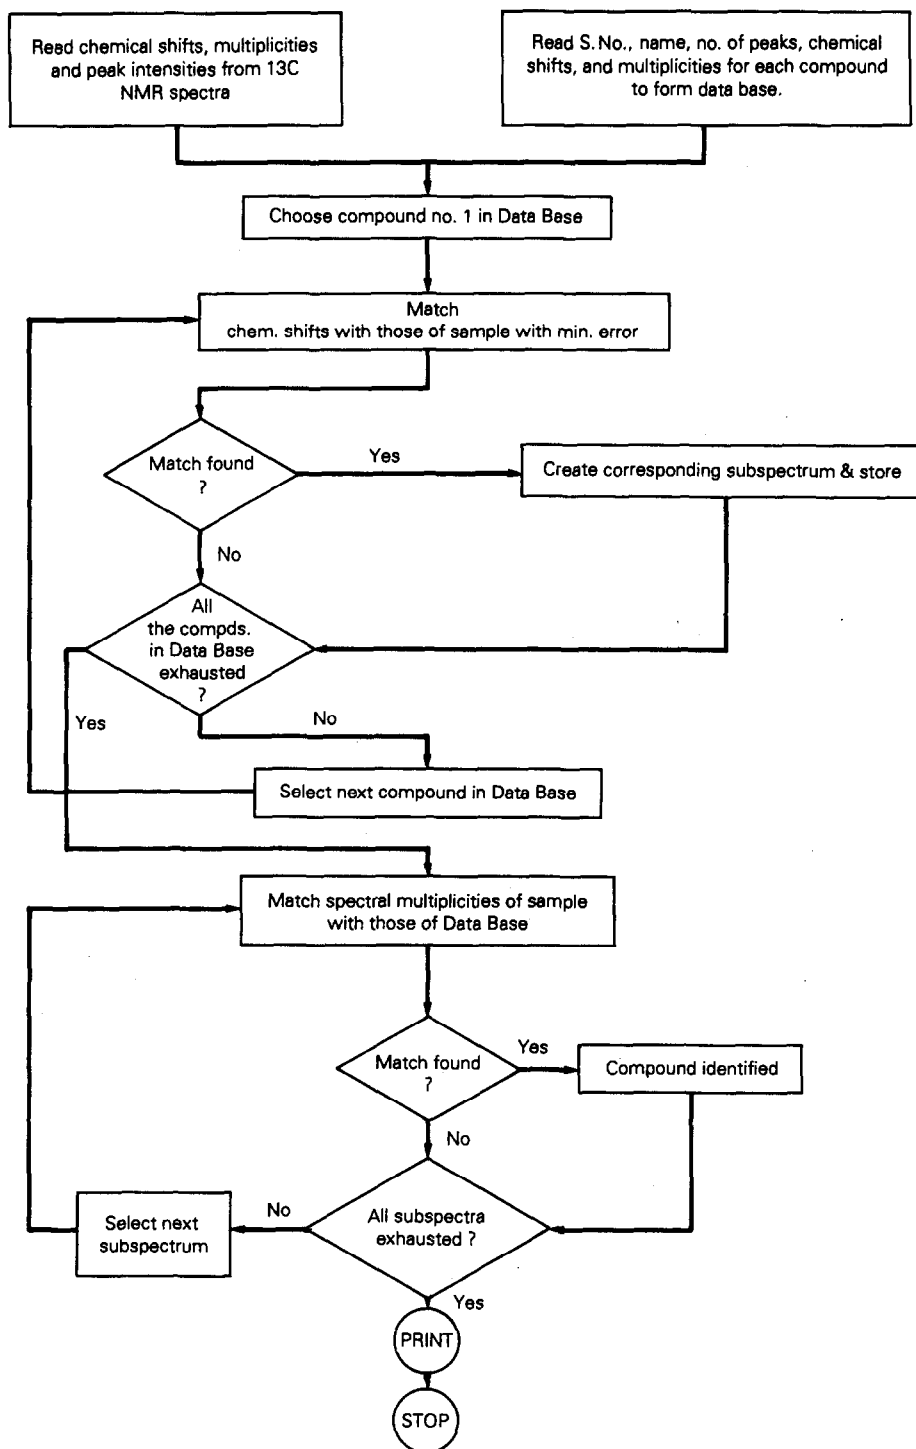 Read chemical shifts, multiplicities
and peak intensities from 13C
NMR spectra
Read S. No., name, no. of peaks, chemical
shifts, and multiplicities for each compound
to form data base.
Choose compound no. 1 in Data Base
Match
chem. shifts with those of sample with min. error
Match found
?
Yes
Create corresponding subspectrum & store
No
All
the compds.
in Data Base
exhausted
?
Yes
No
Select next compound in Data Base
Match spectral multiplicities of sample
with those of Data Base
Match found
?
Yes
Compound identified
No
All subspectra
exhausted ?
No
Select next
subspectrum
Yes
PRINT
STOP